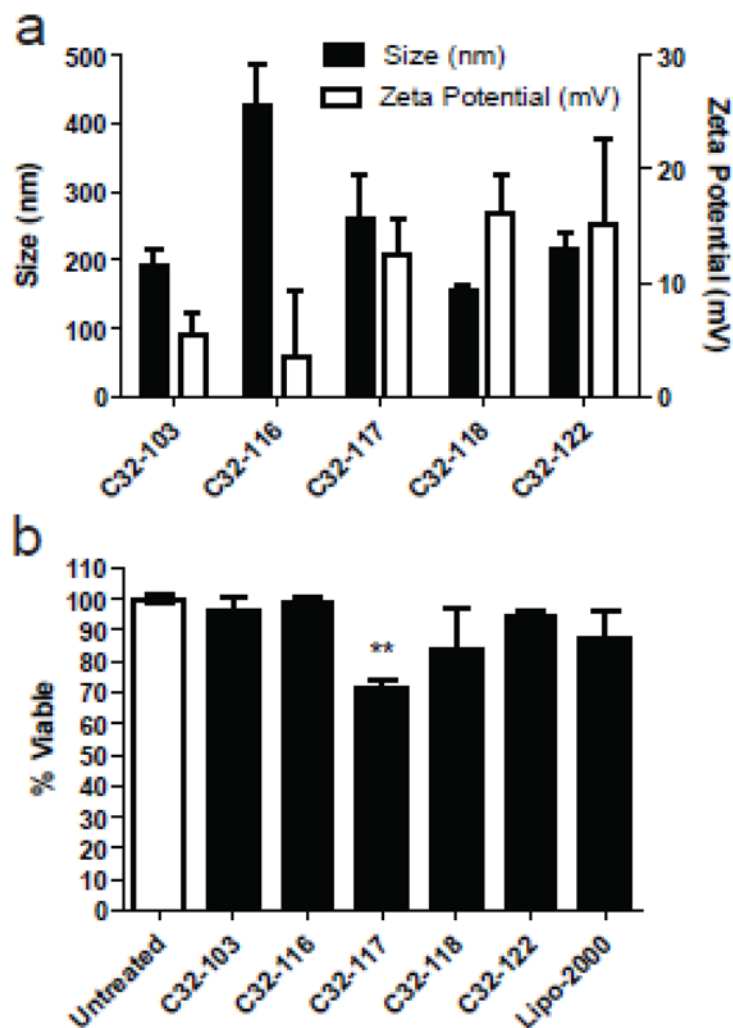 a
Size (nm)
Zeta Potential (mV)
500
400
300
200
100
0
Size (nm)
30
20
10
0
Zeta Potential (mV)
C32-103
C32-116
C32-117
C32-118
C32-122
b
110
100
90
80
70
60
50
40
30
20
10
0
% Viable
**
Untreated
C32-103
C32-116
C32-117
C32-118
C32-122
Lipo-2000